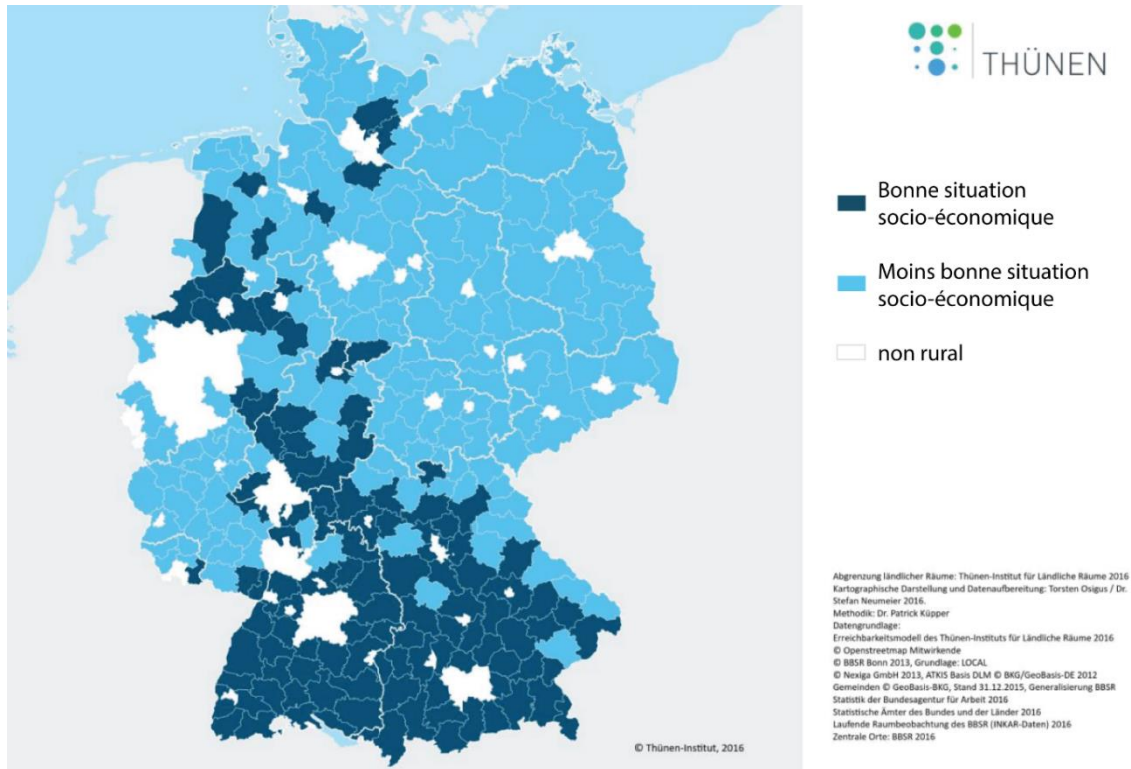 THÜNEN
Bonne situation
socio-économique
Moins bonne situation
socio-économique
non rural
Abgrenzung ländlicher Räume: Thünen-Institut für Ländliche Räume 2016
Kartographische Darstellung und Datenaufbereitung: Torsten Osigus / Dr.
Stefan Neumeier 2016.
Methodik: Dr. Patrick Küpper
Datengrundlage:
Erreichbarkeitsmodell des Thünen-Instituts für Ländliche Räume 2016
© Openstreetmap Mitwirkende
© BBSR Bonn 2013, Grundlage: LOCAL
© Nexiga GmbH 2013, ATKIS Basis DLM © BKG/GeoBasis-DE 2012
Gemeinden © GeoBasis-BKG, Stand 31.12.2015, Generalisierung BBSR
Statistik der Bundesagentur für Arbeit 2016
Statistische Ämter des Bundes und der Länder 2016
Laufende Raumbeobachtung des BBSR (INKAR-Daten) 2016
Zentrale Orte: BBSR 2016
© Thünen-Institut, 2016